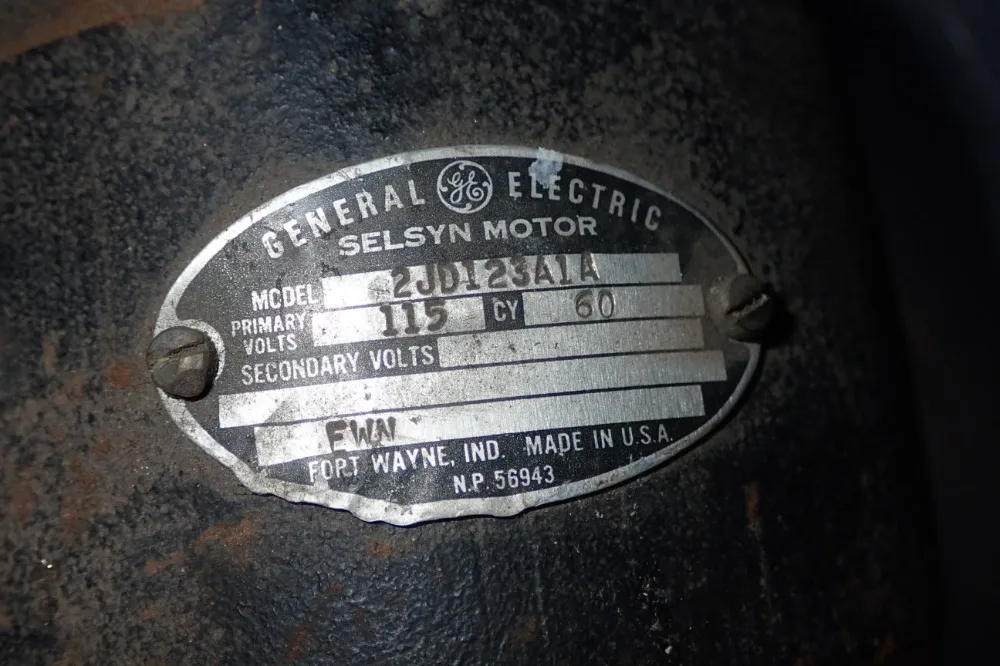 GENERAL GE ELECTRIC
SELSYN MOTOR
MODEL 2JD123A1A
PRIMARY VOLTS 115 CY 60
SECONDARY VOLTS
FWN
FORT WAYNE, IND. MADE IN U.S.A.
N.P. 56943